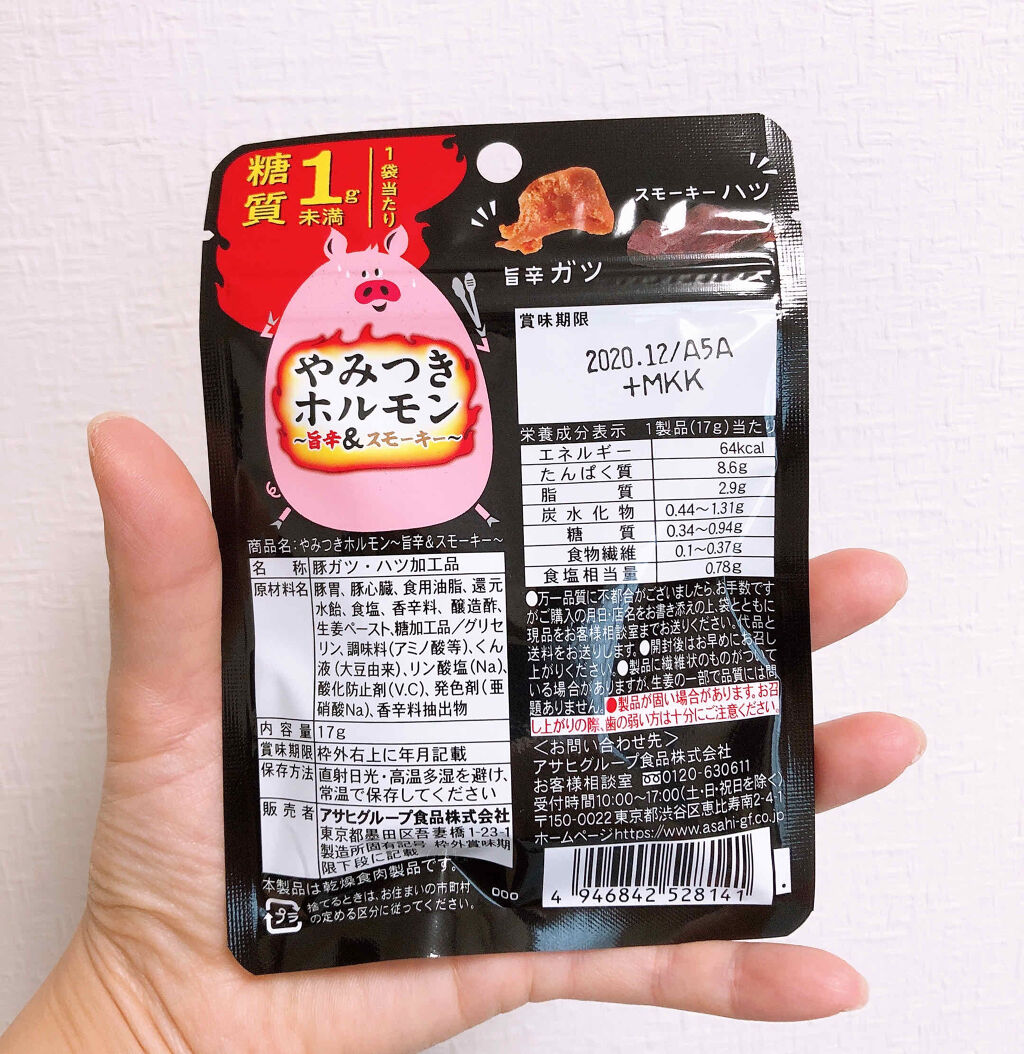 糖質
1g
未満
1袋当たり
スモーキー ハツ
旨辛 ガツ
やみつき
ホルモン
~旨辛&スモーキー~
賞味期限
2020.12/A5A
+MKK
栄養成分表示 1製品(17g)当たり
エネルギー 64kcal
たんぱく質 8.6g
脂質 2.9g
炭水化物 0.44~1.31g
糖質 0.34~0.94g
食物繊維 0.1~0.37g
食塩相当量 0.78g
商品名:やみつきホルモン~旨辛&スモーキー~
名称 豚ガツ・ハツ加工品
原材料名 豚胃、豚心臓、食用油脂、還元
水飴、食塩、香辛料、醸造酢、
生姜ペースト、糖加工品/グリセ
リン、調味料(アミノ酸等)、くん
液(大豆由来)、リン酸塩(Na)、
酸化防止剤(V.C)、発色剤(亜
硝酸Na)、香辛料抽出物
内容量 17g
賞味期限 枠外右上に年月記載
保存方法 直射日光・高温多湿を避け、
常温で保存してください
販売者 アサヒグループ食品株式会社
東京都墨田区吾妻橋1-23-1
製造所固有記号 枠外賞味期
限下段に記載
本製品は乾燥食肉製品です。
プラ
捨てるときは、お住まいの市町村
の定める区分に従ってください。
●万一品質に不都合がございましたら、お手数です
がご購入の月日・店名をお書き添えの上、袋とともに
現品をお客様相談室までお送りください。代品と
送料をお送りします。●開封後はお早めにお召し
上がりください。●製品に繊維状のものがついて
いる場合がありますが、生姜の一部で品質には問
題ありません。●製品が固い場合があります。お召
し上がりの際、歯の弱い方は十分にご注意ください。
<お問い合わせ先>
アサヒグループ食品株式会社
お客様相談室 0120-630611
受付時間10:00~17:00(土・日・祝日を除く)
〒150-0022 東京都渋谷区恵比寿南2-4-1
ホームページhttps://www.asahi-gf.co.jp
4 946842 528141